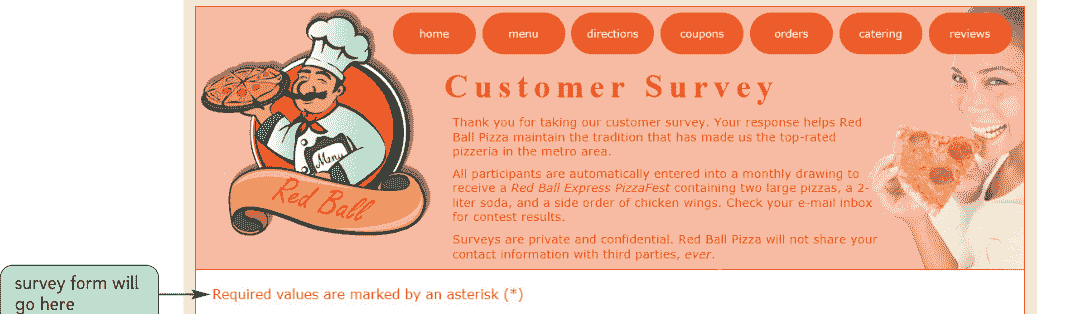 home
menu
directions
coupons
orders
catering
reviews
Customer Survey
Thank you for taking our customer survey. Your response helps Red
Ball Pizza maintain the tradition that has made us the top-rated
pizzeria in the metro area.
All participants are automatically entered into a monthly drawing to
receive a Red Ball Express PizzaFest containing two large pizzas, a 2-
liter soda, and a side order of chicken wings. Check your e-mail inbox
for contest results.
Surveys are private and confidential. Red Ball Pizza will not share your
contact information with third parties, ever.
Menu
Red Ball
survey form will
go here
Required values are marked by an asterisk (*)